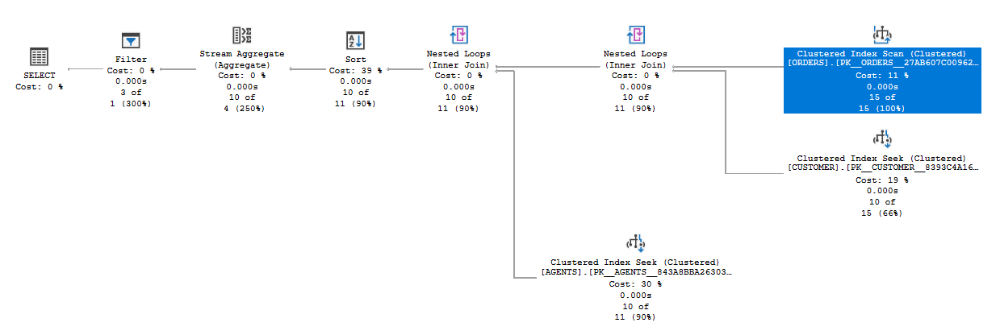 SELECT
Cost: 0 %
Filter
Cost: 0 %
0.000s
3 of
1 (300%)
Stream Aggregate
(Aggregate)
Cost: 0 %
0.000s
10 of
4 (250%)
Sort
Cost: 39 %
0.000s
10 of
11 (90%)
Nested Loops
(Inner Join)
Cost: 0 %
0.000s
10 of
11 (90%)
Nested Loops
(Inner Join)
Cost: 0 %
0.000s
10 of
11 (90%)
Clustered Index Scan (Clustered)
[ORDERS].[PK__ORDERS__27AB607C00962…
Cost: 11 %
0.000s
15 of
15 (100%)
Clustered Index Seek (Clustered)
[CUSTOMER].[PK__CUSTOMER__8393C4A16…
Cost: 19 %
0.000s
10 of
15 (66%)
Clustered Index Seek (Clustered)
[AGENTS].[PK__AGENTS__843A8BBA26303…
Cost: 30 %
0.000s
10 of
11 (90%)